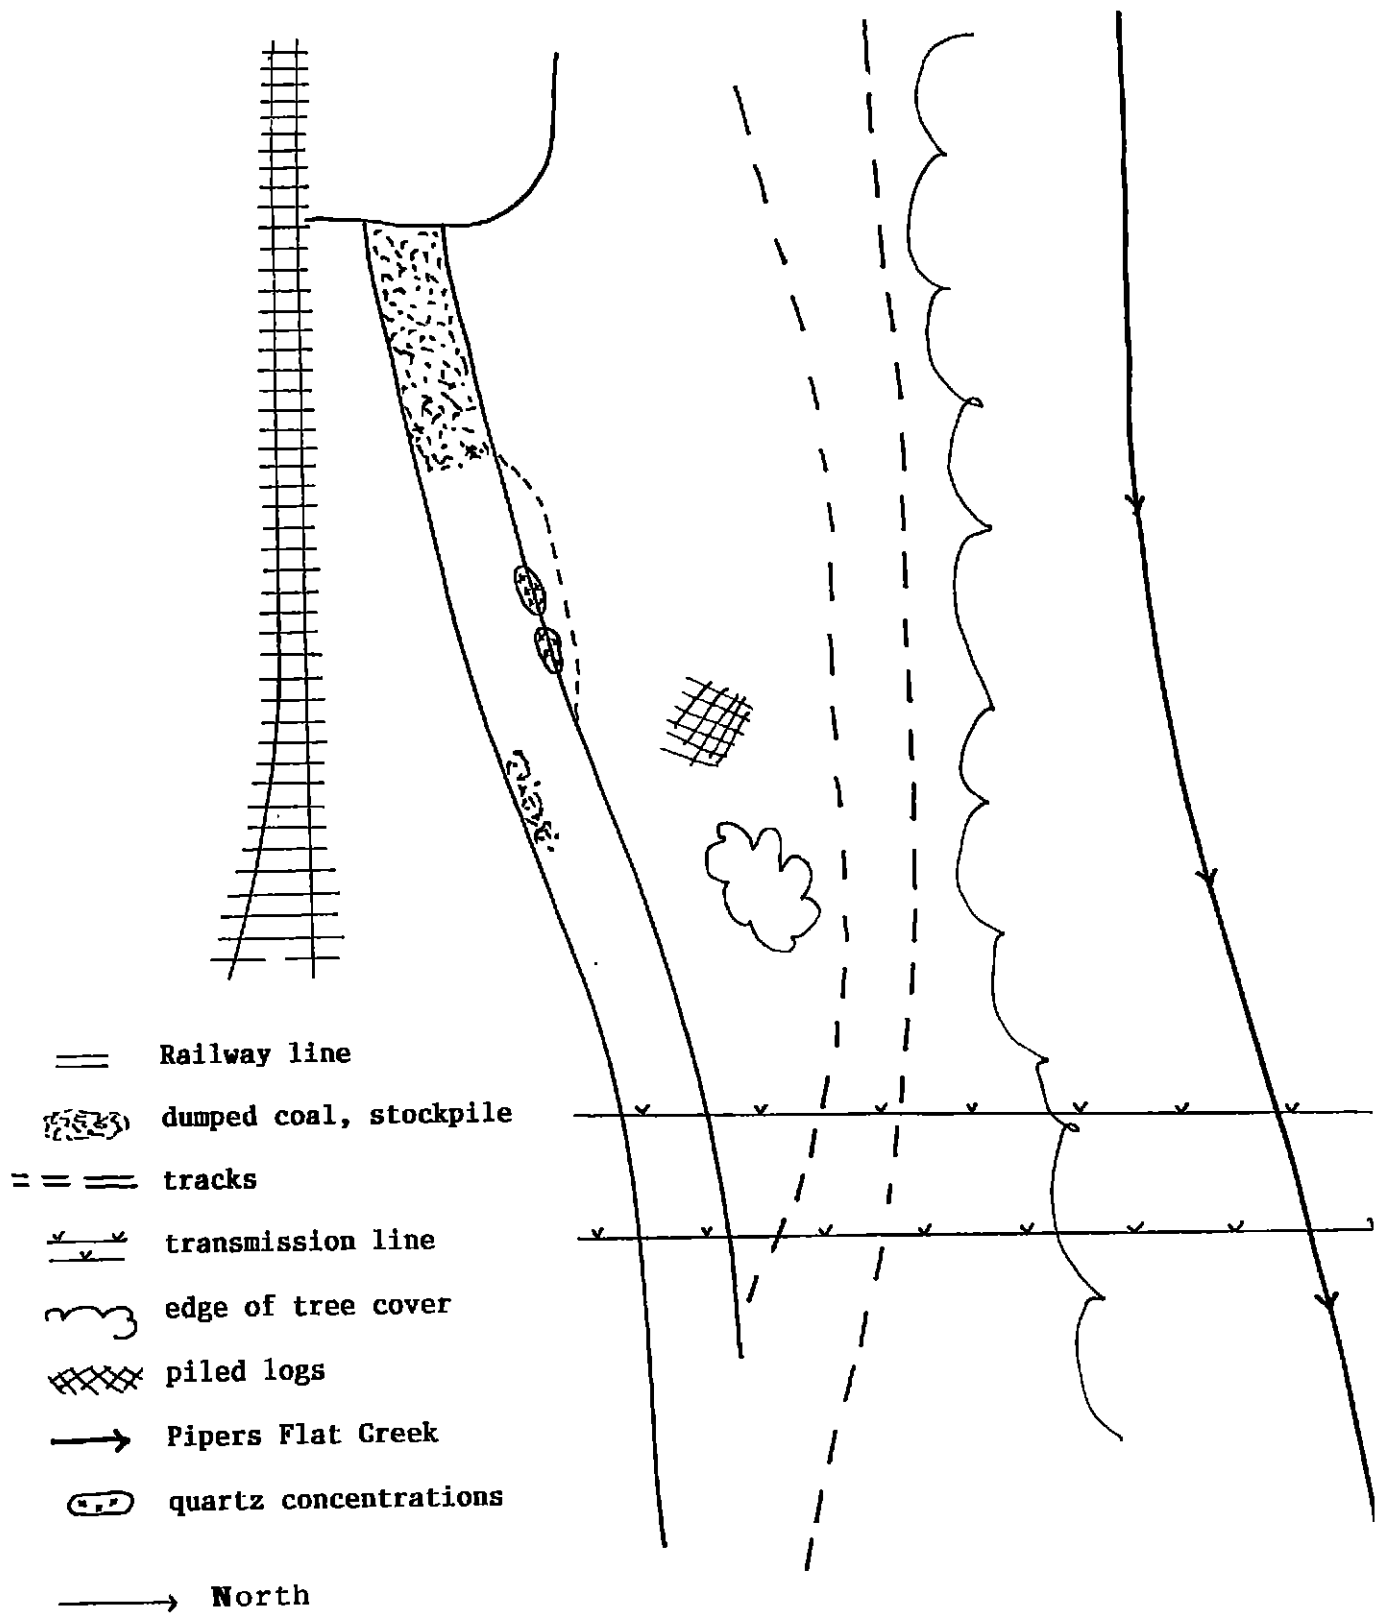 Railway line
dumped coal, stockpile
tracks
transmission line
edge of tree cover
piled logs
Pipers Flat Creek
quartz concentrations
North